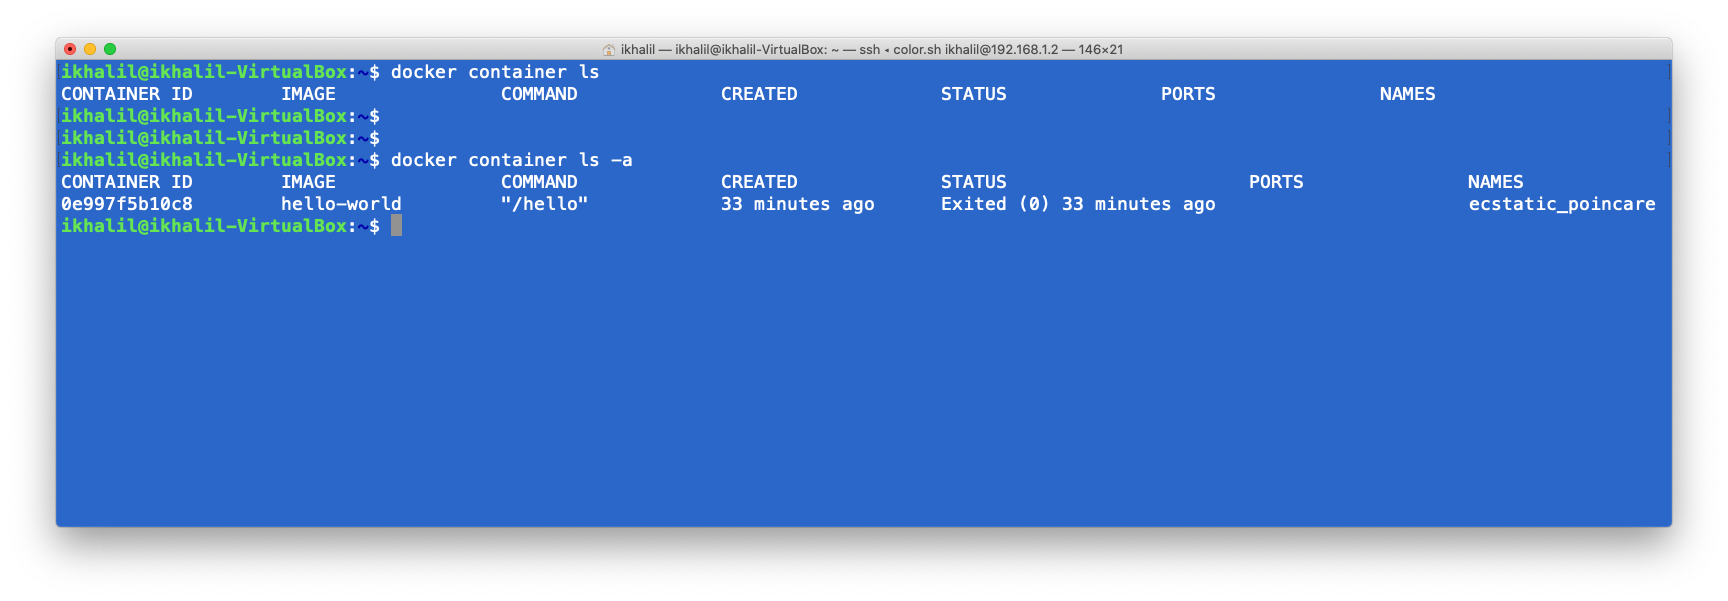 ikhalil — ikhalil@ikhalil-VirtualBox: ~ — ssh ◂ color.sh ikhalil@192.168.1.2 — 146×21
ikhalil@ikhalil-VirtualBox:~$ docker container ls
CONTAINER ID        IMAGE               COMMAND             CREATED             STATUS              PORTS               NAMES
ikhalil@ikhalil-VirtualBox:~$
ikhalil@ikhalil-VirtualBox:~$
ikhalil@ikhalil-VirtualBox:~$ docker container ls -a
CONTAINER ID        IMAGE               COMMAND             CREATED             STATUS                      PORTS               NAMES
0e997f5b10c8        hello-world         "/hello"            33 minutes ago      Exited (0) 33 minutes ago                       ecstatic_poincare
ikhalil@ikhalil-VirtualBox:~$